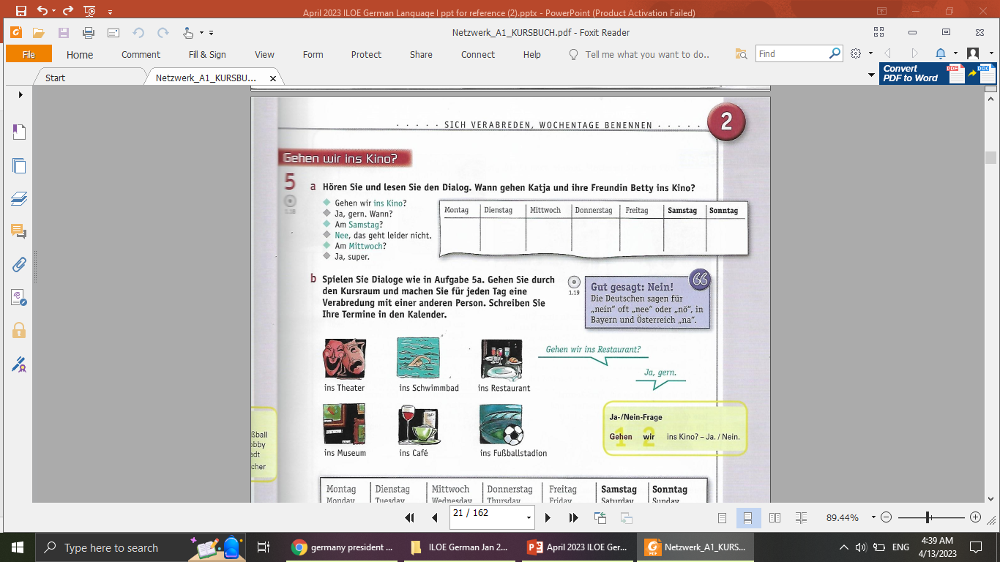 April 2023 ILOE German Language I ppt for reference (2).pptx - PowerPoint (Product Activation Failed)
Netzwerk_A1_KURSBUCH.pdf - Foxit Reader
File Home Comment Fill & Sign View Form Protect Share Connect Help Tell me what you want to do.. Find
Start Netzwerk_A1_KURSBU...
Convert
PDF to Word
PDF DOC
SICH VERABREDEN, WOCHENTAGE BENENNEN
2
Gehen wir ins Kino?
5 a Hören Sie und lesen Sie den Dialog. Wann gehen Katja und ihre Freundin Betty ins Kino?
1.18
Gehen wir ins Kino?
Ja, gern. Wann?
Am Samstag?
Nee, das geht leider nicht.
Am Mittwoch?
Ja, super.
Montag Dienstag Mittwoch Donnerstag Freitag Samstag Sonntag
b Spielen Sie Dialoge wie in Aufgabe 5a. Gehen Sie durch
den Kursraum und machen Sie für jeden Tag eine
Verabredung mit einer anderen Person. Schreiben Sie
Ihre Termine in den Kalender.
1.19
Gut gesagt: Nein!
Die Deutschen sagen für
„nein“ oft „nee“ oder „nö“, in
Bayern und Österreich „na“.
ins Theater ins Schwimmbad ins Restaurant
Gehen wir ins Restaurant?
Ja, gern.
ins Museum ins Café ins Fußballstadion
Ja-/Nein-Frage
1 2
Gehen wir ins Kino? – Ja. / Nein.
ßball
obby
adt
cher
Montag Dienstag Mittwoch Donnerstag Freitag Samstag Sonntag
Monday Tuesday Wednesday Thursday Friday Saturday Sunday
21 / 162
89.44%
Type here to search
germany president ...
ILOE German Jan 2...
April 2023 ILOE Ger...
Netzwerk_A1_KURS...
ENG
4:39 AM
4/13/2023